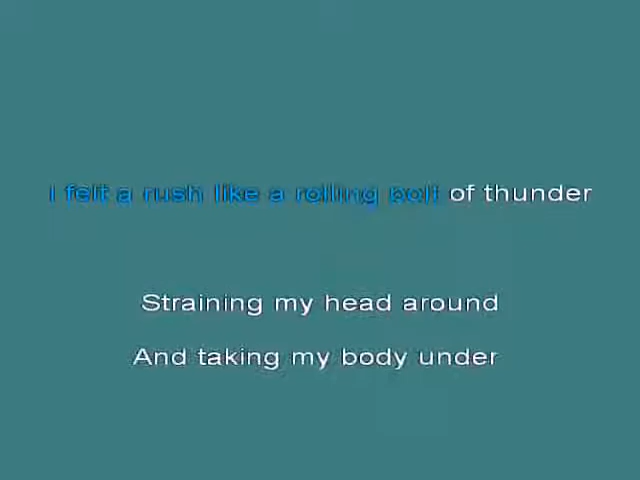 I felt a rush like a rolling bolt of thunder
Straining my head around
And taking my body under